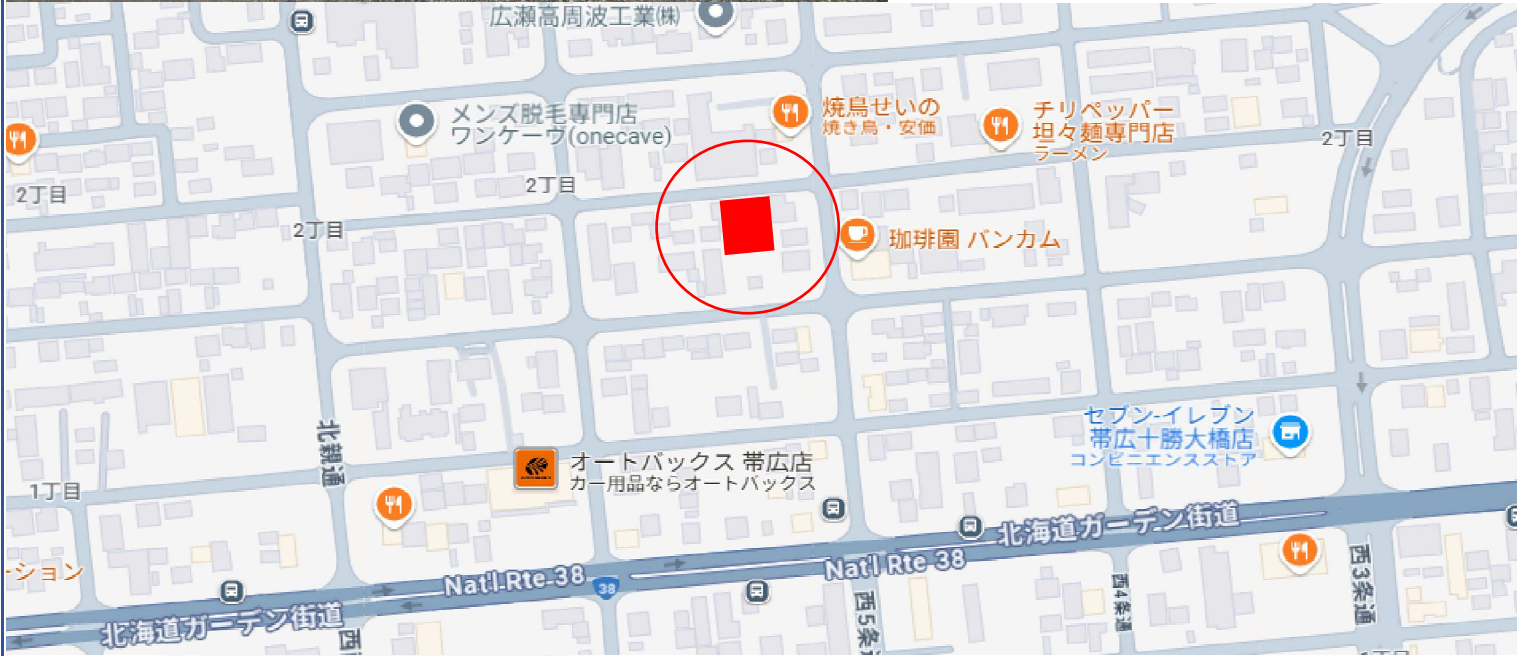 広瀬高周波工業㈱
メンズ脱毛専門店
ワンケーヴ(onecave)
焼鳥せいの
焼き鳥・安価
チリペッパー
坦々麺専門店
ラーメン
2丁目
2丁目
2丁目
2丁目
珈琲園 バンカム
北親通
セブン-イレブン
帯広十勝大橋店
コンビニエンスストア
オートバックス 帯広店
カー用品ならオートバックス
1丁目
北海道ガーデン街道
ーション
Nat'l Rte 38
38
Nat'l Rte 38
西3条通
西4条通
西5条
北海道ガーデン街道
西